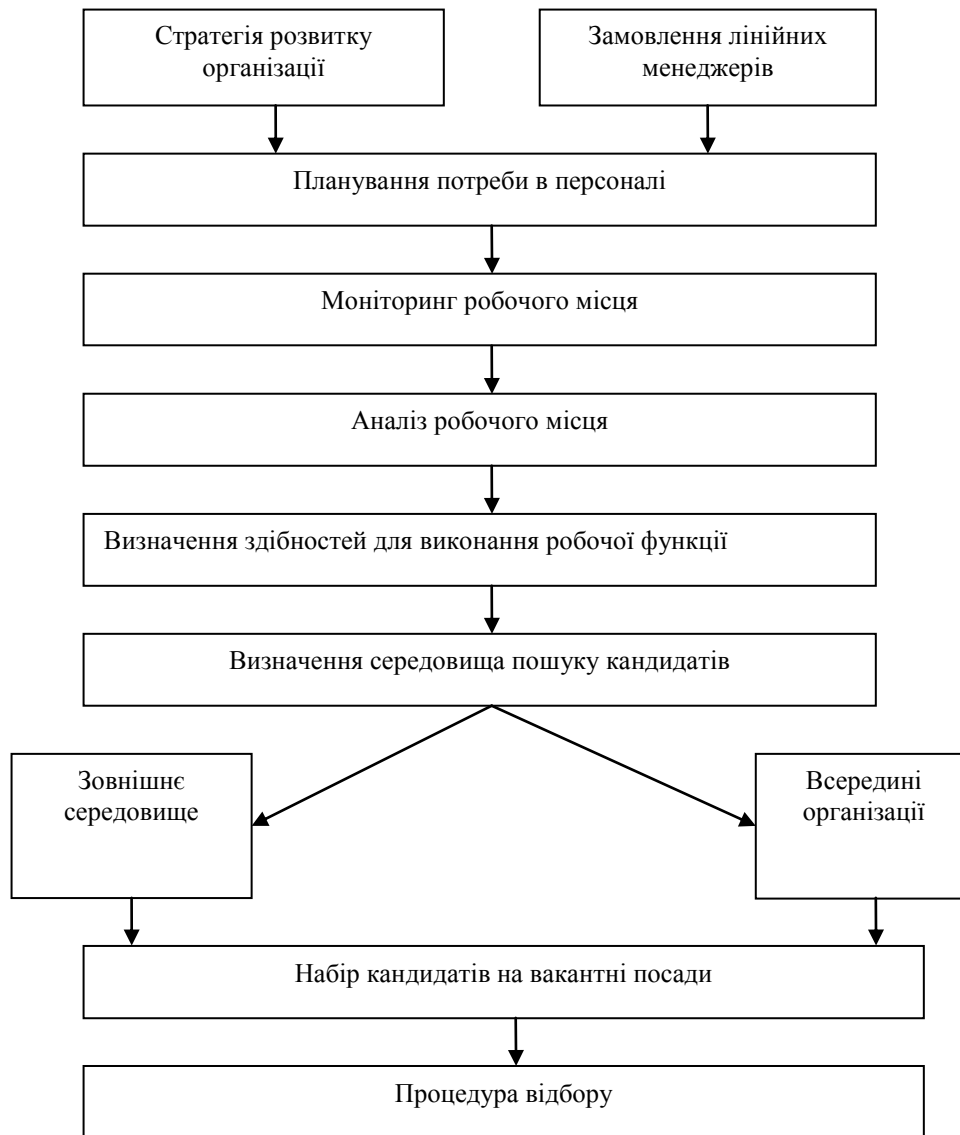 Стратегія розвитку
організації
Замовлення лінійних
менеджерів
Планування потреби в персоналі
Моніторинг робочого місця
Аналіз робочого місця
Визначення здібностей для виконання робочої функції
Визначення середовища пошуку кандидатів
Зовнішнє
середовище
Всередині
організації
Набір кандидатів на вакантні посади
Процедура відбору